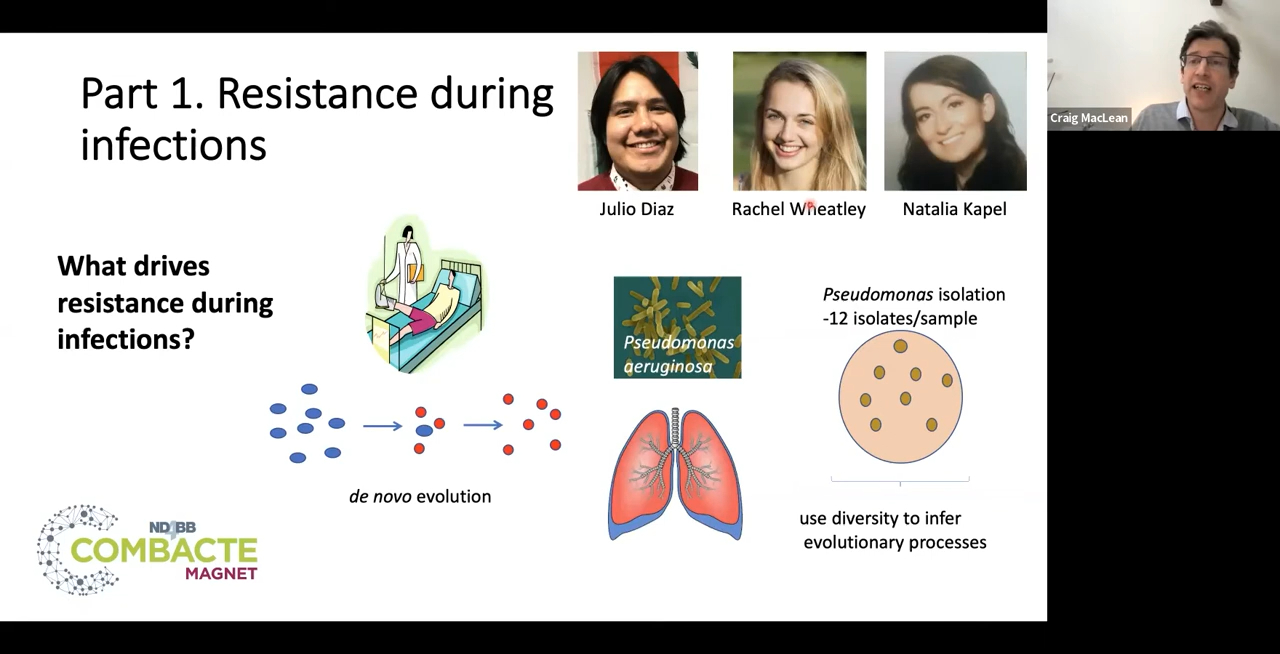 Part 1. Resistance during
infections
Julio Diaz
Rachel Wheatley
Natalia Kapel
Craig MacLean
What drives
resistance during
infections?
Pseudomonas
aeruginosa
Pseudomonas isolation
-12 isolates/sample
de novo evolution
use diversity to infer
evolutionary processes
ND4BB
COMBACTE
MAGNET